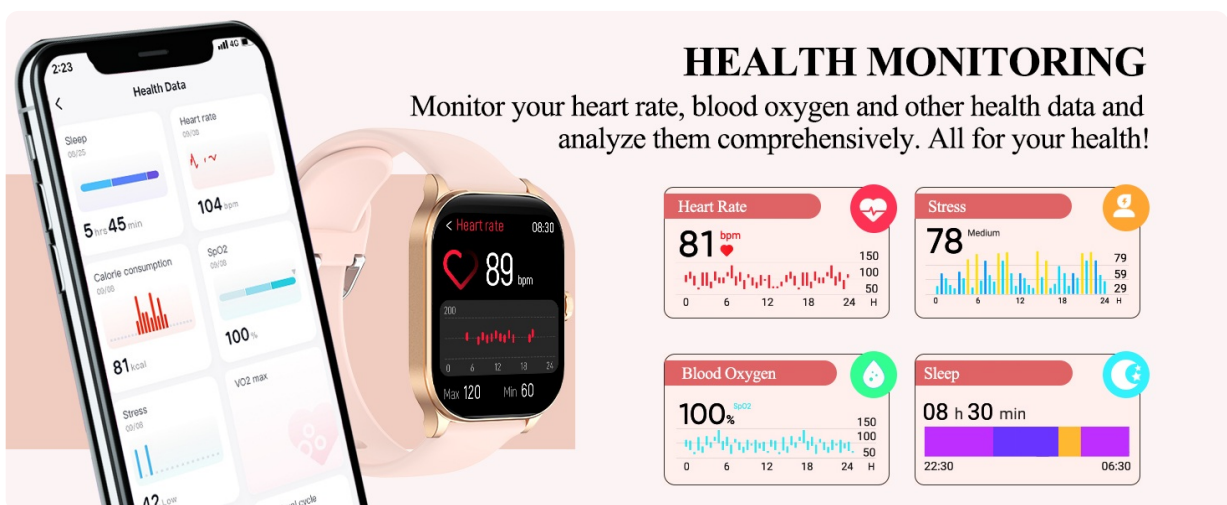 HEALTH MONITORING
Monitor your heart rate, blood oxygen and other health data and
analyze them comprehensively. All for your health!
2:23
4G
Health Data
Sleep
09/25
5 hrs 45 min
Heart rate
09/08
104 bpm
Calorie consumption
09/08
81 kcal
SpO2
09/08
100 %
Stress
09/08
42 Low
VO2 max
cycle
< Heart rate 08:30
89 bpm
200
0 6 12 18 24
Max 120 Min 60
Heart Rate
81 bpm
150
100
50
0 6 12 18 24 H
Stress
78 Medium
79
59
29
0 6 12 18 24 H
Blood Oxygen
100% SpO2
150
100
50
0 6 12 18 24 H
Sleep
08 h 30 min
22:30 06:30